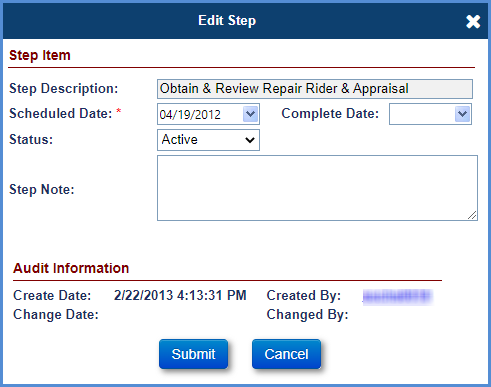 Edit Step
Step Item
Step Description: Obtain & Review Repair Rider & Appraisal
Scheduled Date: * 04/19/2012 Complete Date:
Status: Active
Step Note:
Audit Information
Create Date: 2/22/2013 4:13:31 PM Created By:
Change Date: Changed By:
Submit Cancel